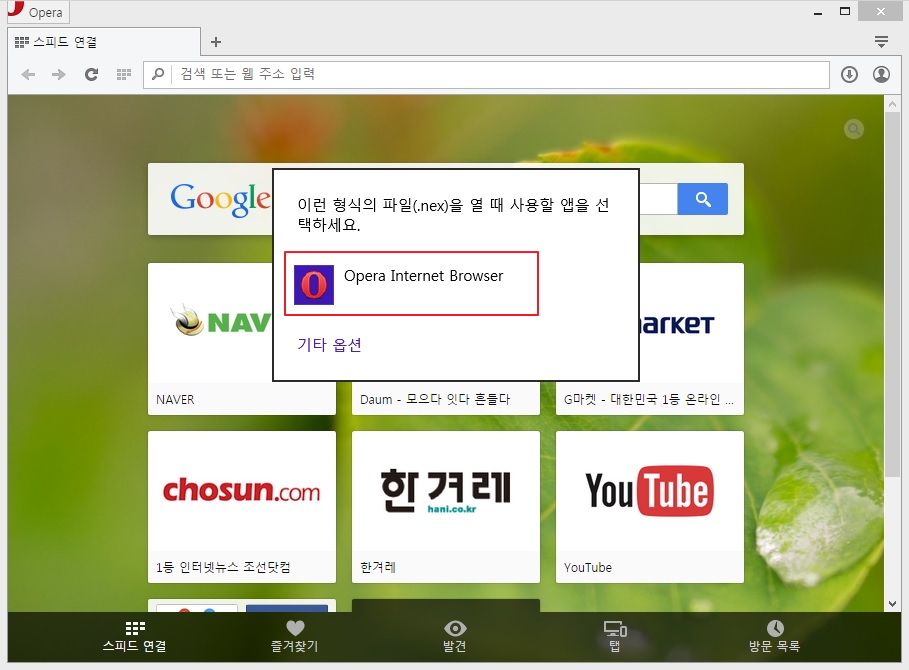 Opera
스피드 연결
검색 또는 웹 주소 입력
Google
이런 형식의 파일(.nex)을 열 때 사용할 앱을 선
택하세요.
Opera Internet Browser
기타 옵션
NAV
arket
NAVER
Daum - 모으다 잇다 흔들다
G마켓 - 대한민국 1등 온라인 ...
chosun.com
한겨레
hani.co.kr
YouTube
1등 인터넷뉴스 조선닷컴
한겨레
YouTube
스피드 연결
즐겨찾기
발견
탭
방문 목록